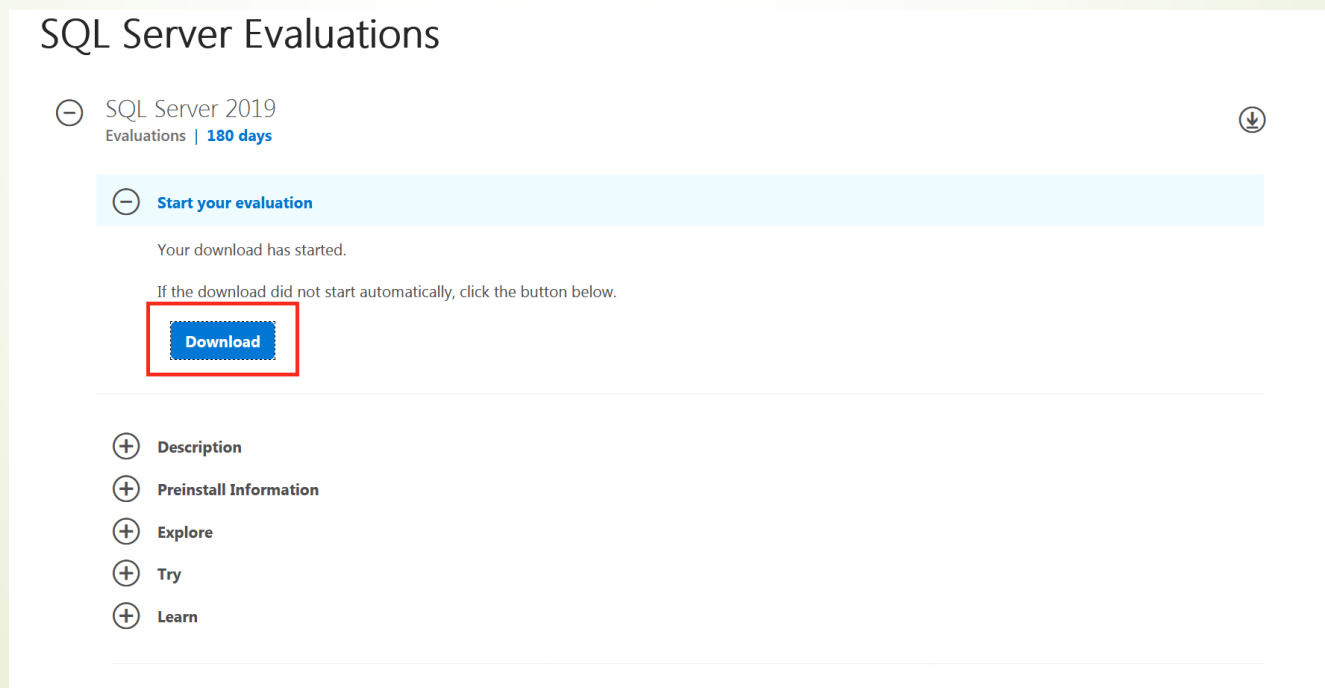 SQL Server Evaluations
SQL Server 2019
Evaluations | 180 days
Start your evaluation
Your download has started.
If the download did not start automatically, click the button below.
Download
Description
Preinstall Information
Explore
Try
Learn